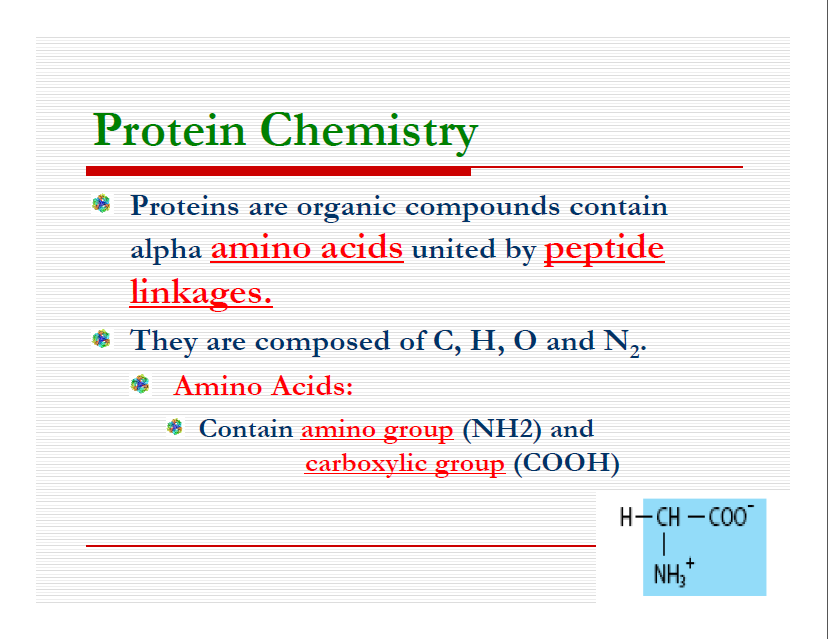 Protein Chemistry
Proteins are organic compounds contain
alpha amino acids united by peptide
linkages.
They are composed of C, H, O and N₂.
Amino Acids:
Contain amino group (NH2) and
carboxylic group (COOH)
H—CH—COO⁻
|
NH₃⁺